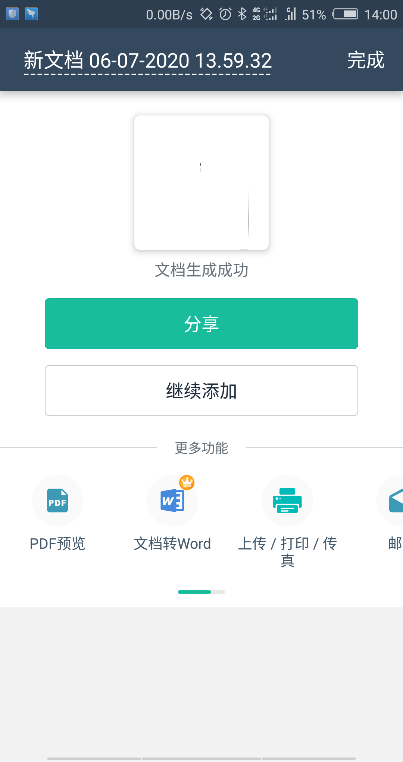 0.00B/s 51% 14:00
新文档 06-07-2020 13.59.32 完成
文档生成成功
分享
继续添加
更多功能
PDF
W
PDF预览 文档转Word 上传 / 打印 / 传 邮
真